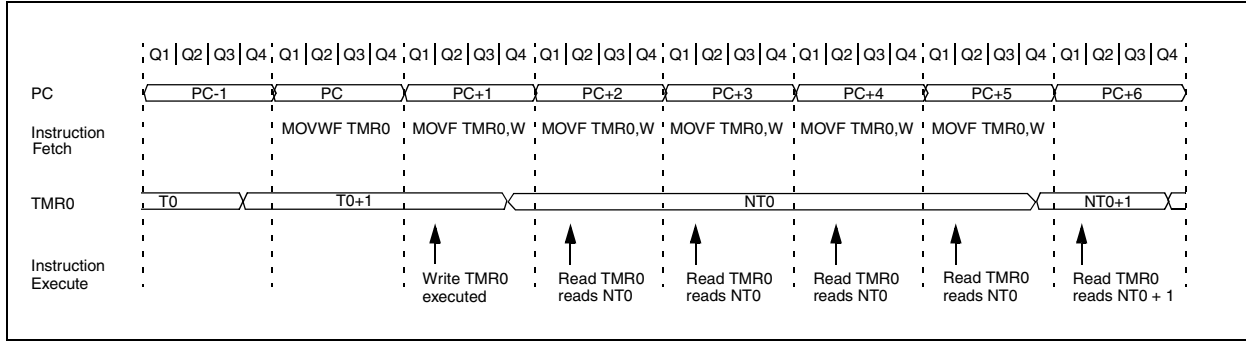 Q1 Q2 Q3 Q4 Q1 Q2 Q3 Q4 Q1 Q2 Q3 Q4 Q1 Q2 Q3 Q4 Q1 Q2 Q3 Q4 Q1 Q2 Q3 Q4 Q1 Q2 Q3 Q4 Q1 Q2 Q3 Q4
PC PC-1 PC PC+1 PC+2 PC+3 PC+4 PC+5 PC+6
Instruction
Fetch
MOVWF TMR0 MOVF TMR0,W MOVF TMR0,W MOVF TMR0,W MOVF TMR0,W MOVF TMR0,W
TMR0 T0 T0+1 NT0 NT0+1
Instruction
Execute
Write TMR0
executed
Read TMR0
reads NT0
Read TMR0
reads NT0
Read TMR0
reads NT0
Read TMR0
reads NT0
Read TMR0
reads NT0 + 1